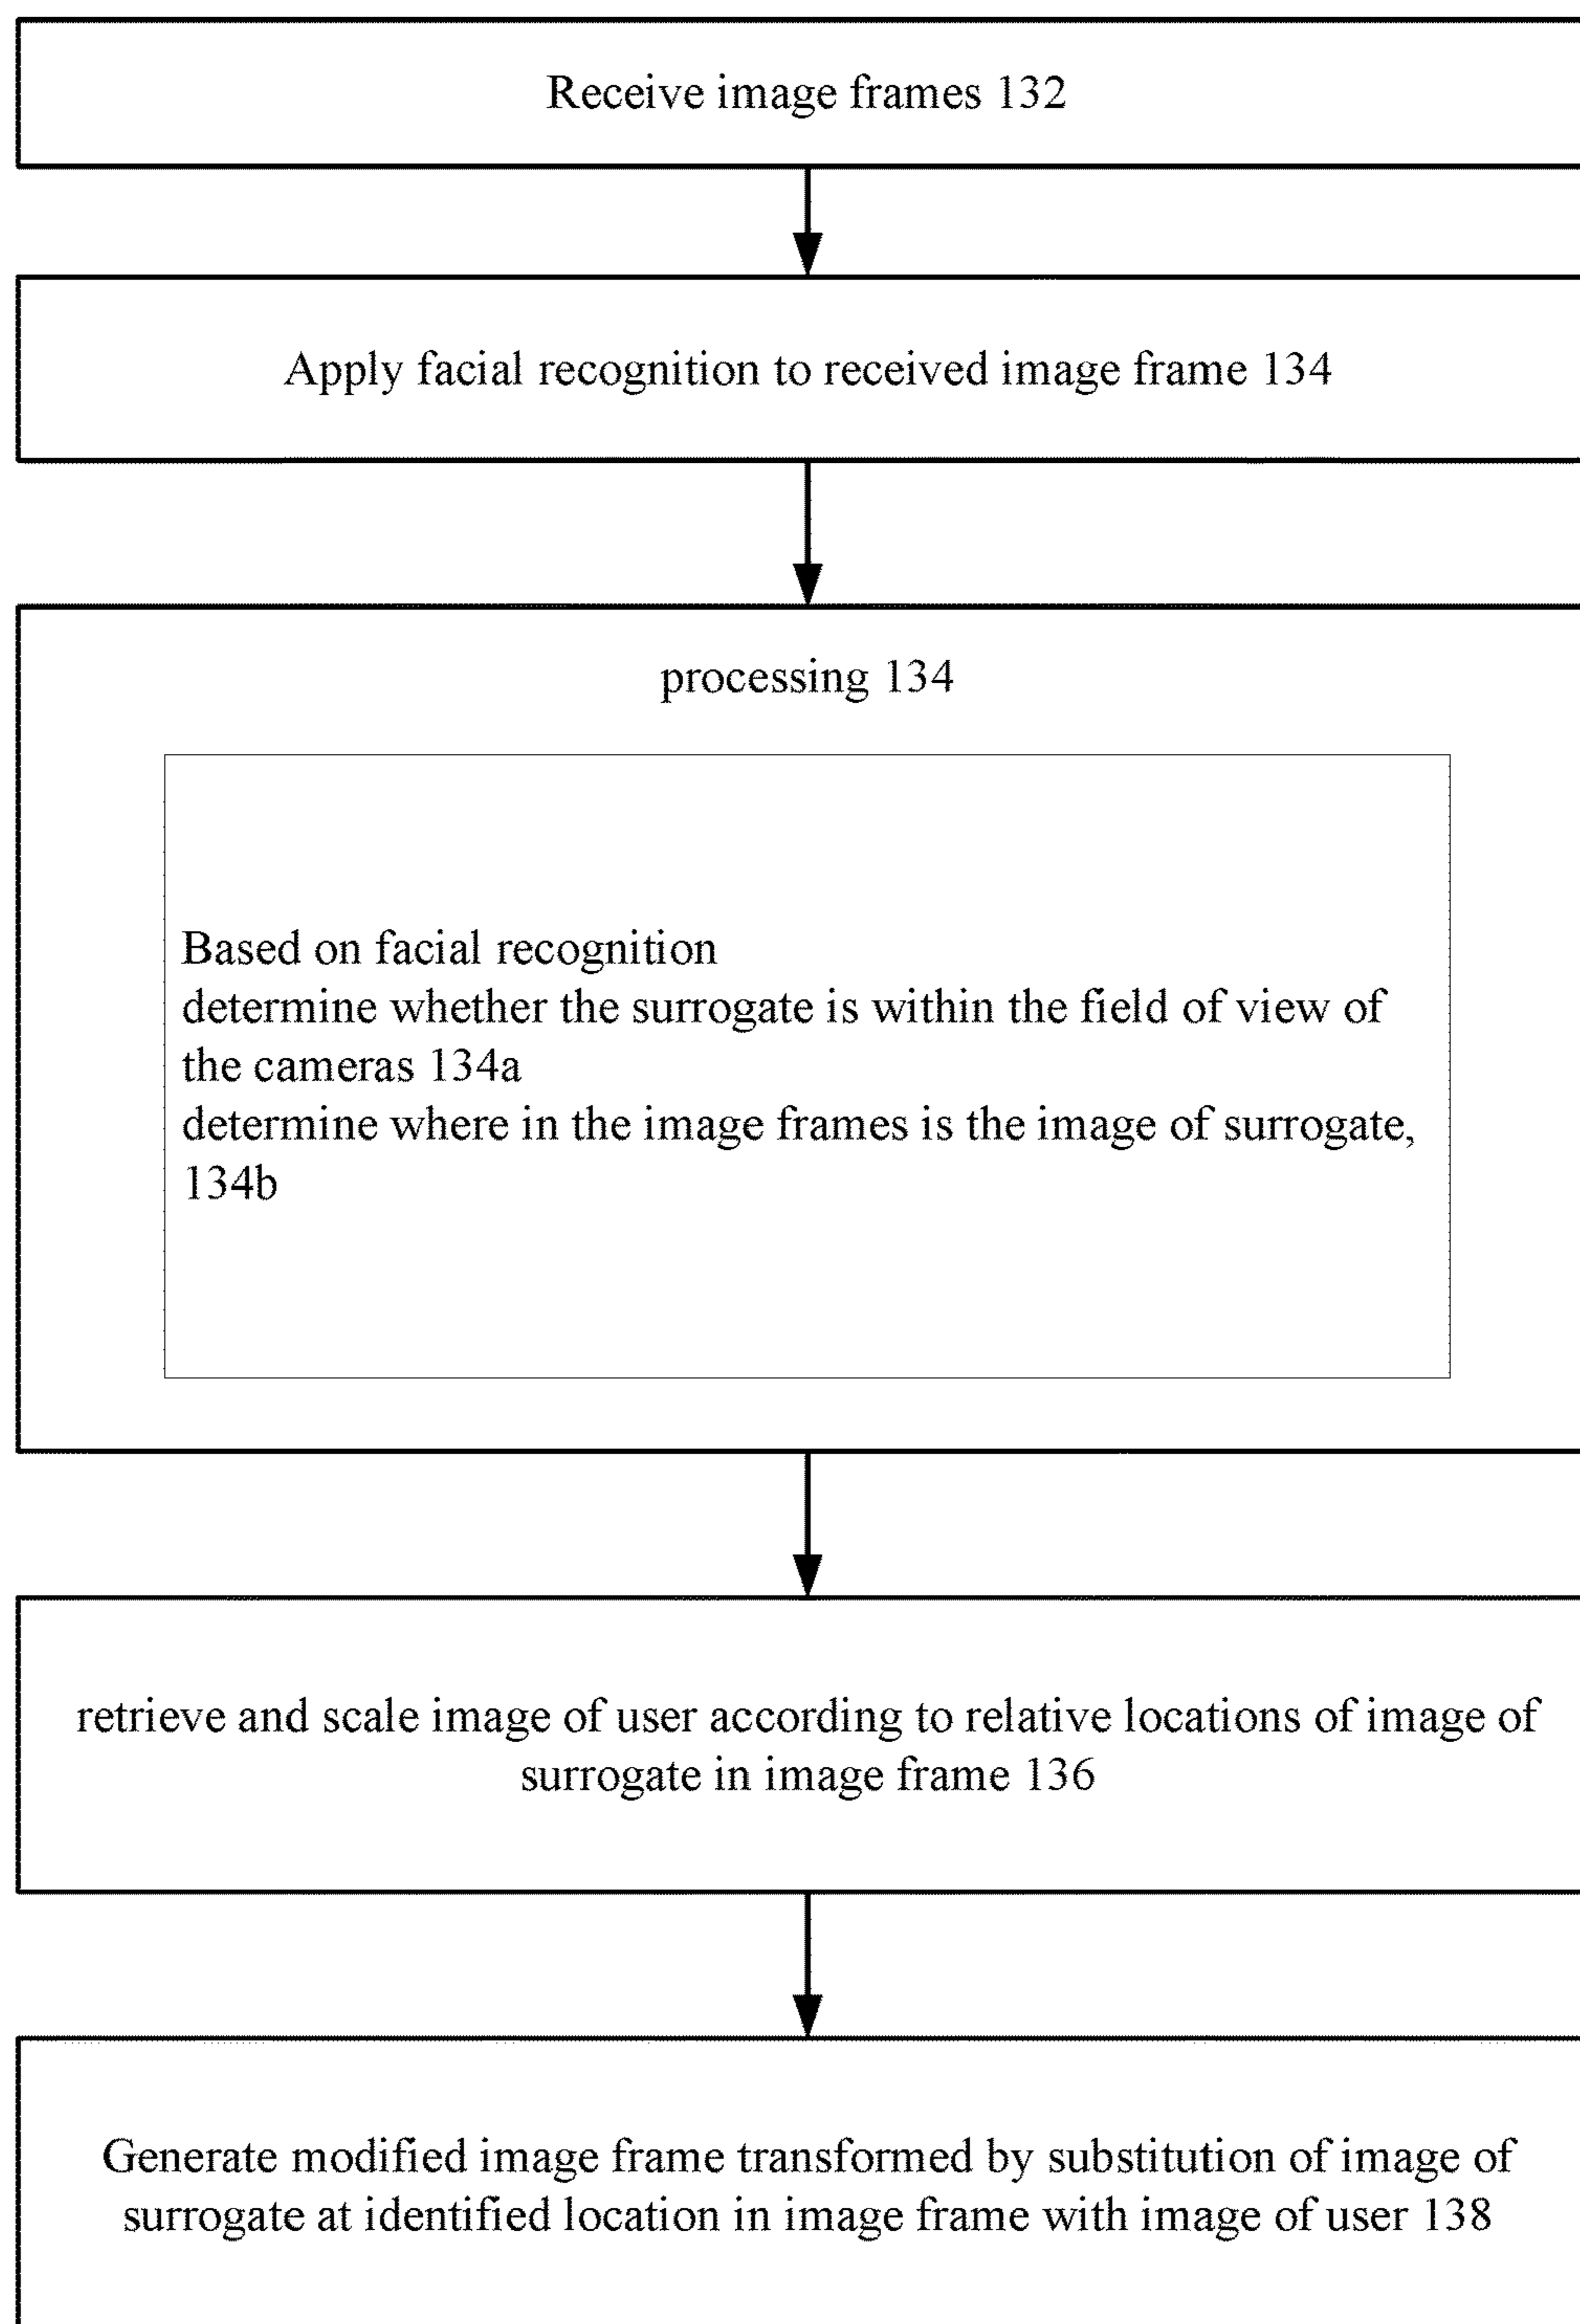 Receive image frames 132
Apply facial recognition to received image frame 134
processing 134
Based on facial recognition
determine whether the surrogate is within the field of view of
the cameras 134a
determine where in the image frames is the image of surrogate,
134b
retrieve and scale image of user according to relative locations of image of
surrogate in image frame 136
Generate modified image frame transformed by substitution of image of
surrogate at identified location in image frame with image of user 138